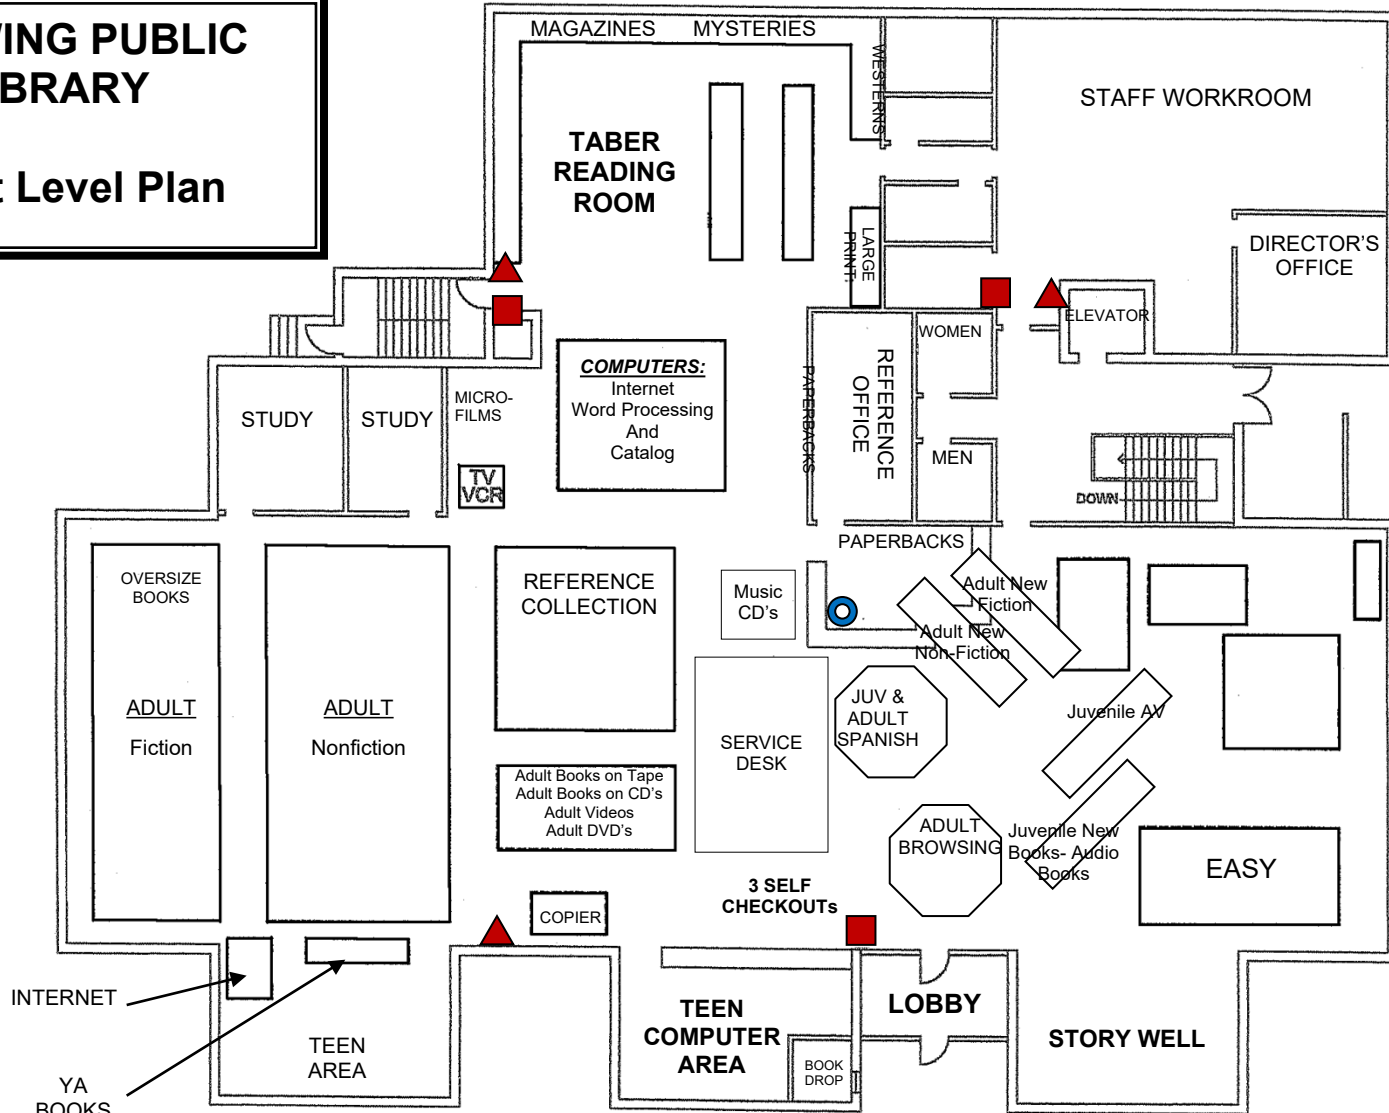 WING PUBLIC
BRARY
t Level Plan
MAGAZINES
MYSTERIES
WESTERNS
STAFF WORKROOM
TABER
READING
ROOM
LARGE
PRINT:
DIRECTOR'S
OFFICE
ELEVATOR
WOMEN
REFERENCE
OFFICE
PAPERBACKS
COMPUTERS:
Internet
Word Processing
And
Catalog
STUDY
STUDY
MICRO-
FILMS
TV
VCR
MEN
DOWN
PAPERBACKS
OVERSIZE
BOOKS
REFERENCE
COLLECTION
Music
CD's
Adult New
Fiction
Adult New
Non-Fiction
ADULT
Fiction
ADULT
Nonfiction
JUV &
ADULT
SPANISH
Juvenile AV
SERVICE
DESK
Adult Books on Tape
Adult Books on CD's
Adult Videos
Adult DVD's
ADULT
BROWSING
Juvenile New
Books- Audio
Books
EASY
3 SELF
CHECKOUTs
COPIER
INTERNET
TEEN
AREA
YA
BOOKS
TEEN
COMPUTER
AREA
BOOK
DROP
LOBBY
STORY WELL